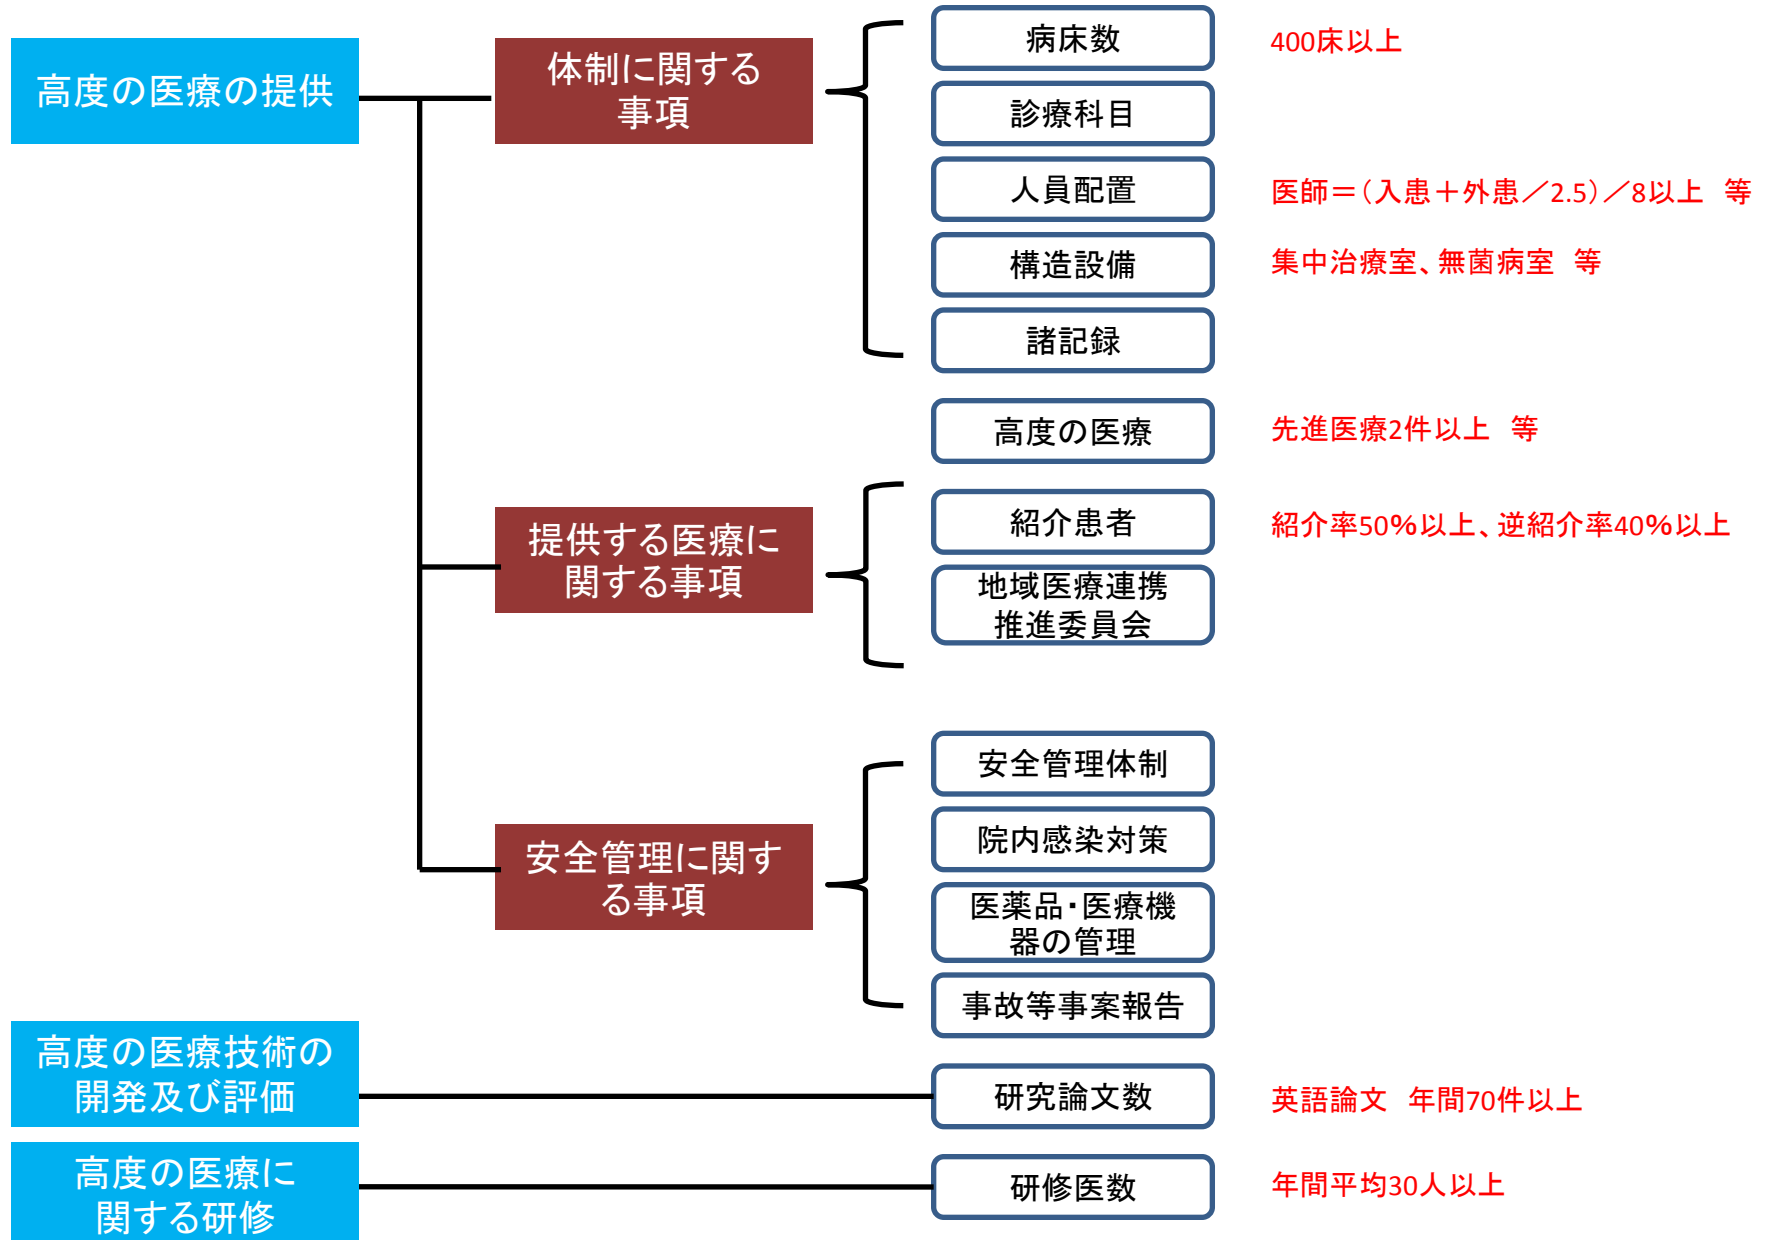 高度の医療の提供
体制に関する
事項
病床数
400床以上
診療科目
人員配置
医師＝(入患＋外患／2.5)／8以上　等
構造設備
集中治療室、無菌病室　等
諸記録
高度の医療
先進医療2件以上　等
提供する医療に
関する事項
紹介患者
紹介率50%以上、逆紹介率40%以上
地域医療連携
推進委員会
安全管理に関す
る事項
安全管理体制
院内感染対策
医薬品・医療機
器の管理
事故等事案報告
高度の医療技術の
開発及び評価
研究論文数
英語論文　年間70件以上
高度の医療に
関する研修
研修医数
年間平均30人以上